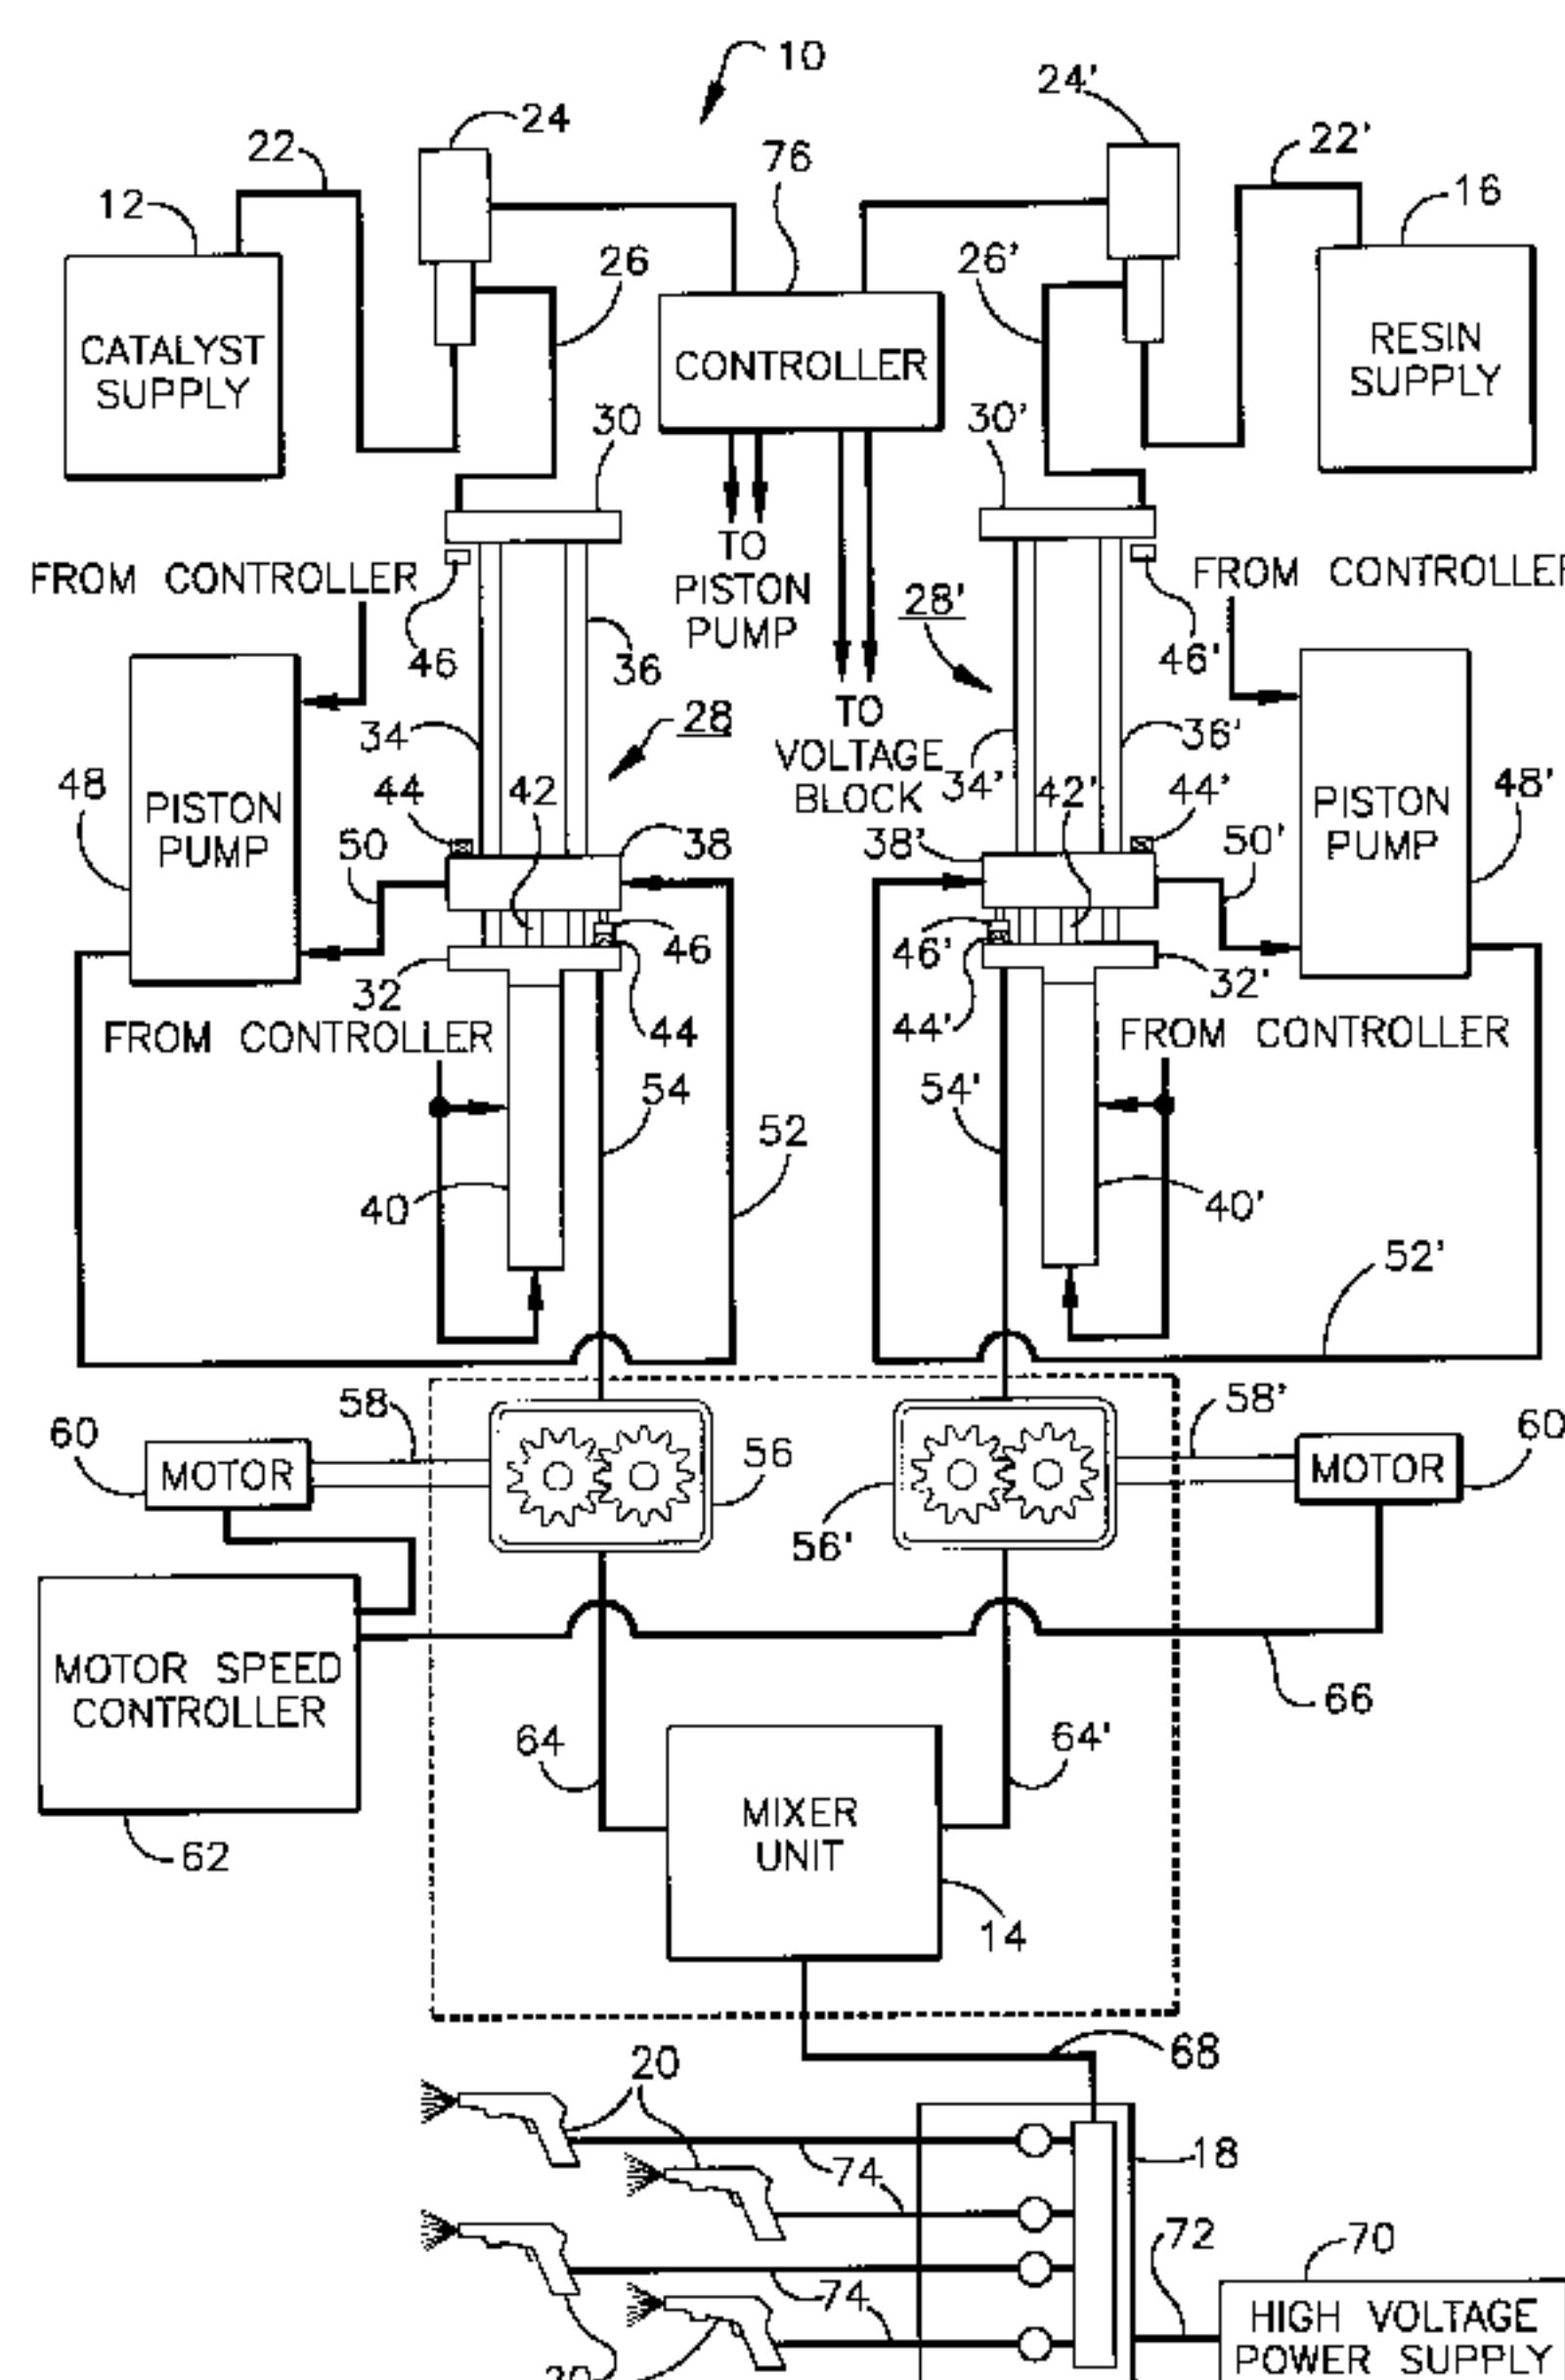 10
24
24'
22
22'
76
12
16
26
26'
CATALYST
SUPPLY
CONTROLLER
RESIN
SUPPLY
30
30'
TO
PISTON
PUMP
FROM CONTROLLER
FROM CONTROLLER
28'
46
36
46'
34
28
TO
VOLTAGE
BLOCK
34'
36'
48
PISTON
PUMP
44
42
42'
44'
PISTON
PUMP
48'
50
38
38'
50'
46
46'
32
32'
FROM CONTROLLER
44
44'
FROM CONTROLLER
54
54'
52
40
40'
52'
58
58'
60
MOTOR
56
MOTOR
60
56'
MOTOR SPEED
CONTROLLER
66
64
64'
MIXER
UNIT
62
14
68
20
18
74
72
70
74
HIGH VOLTAGE
POWER SUPPLY
20